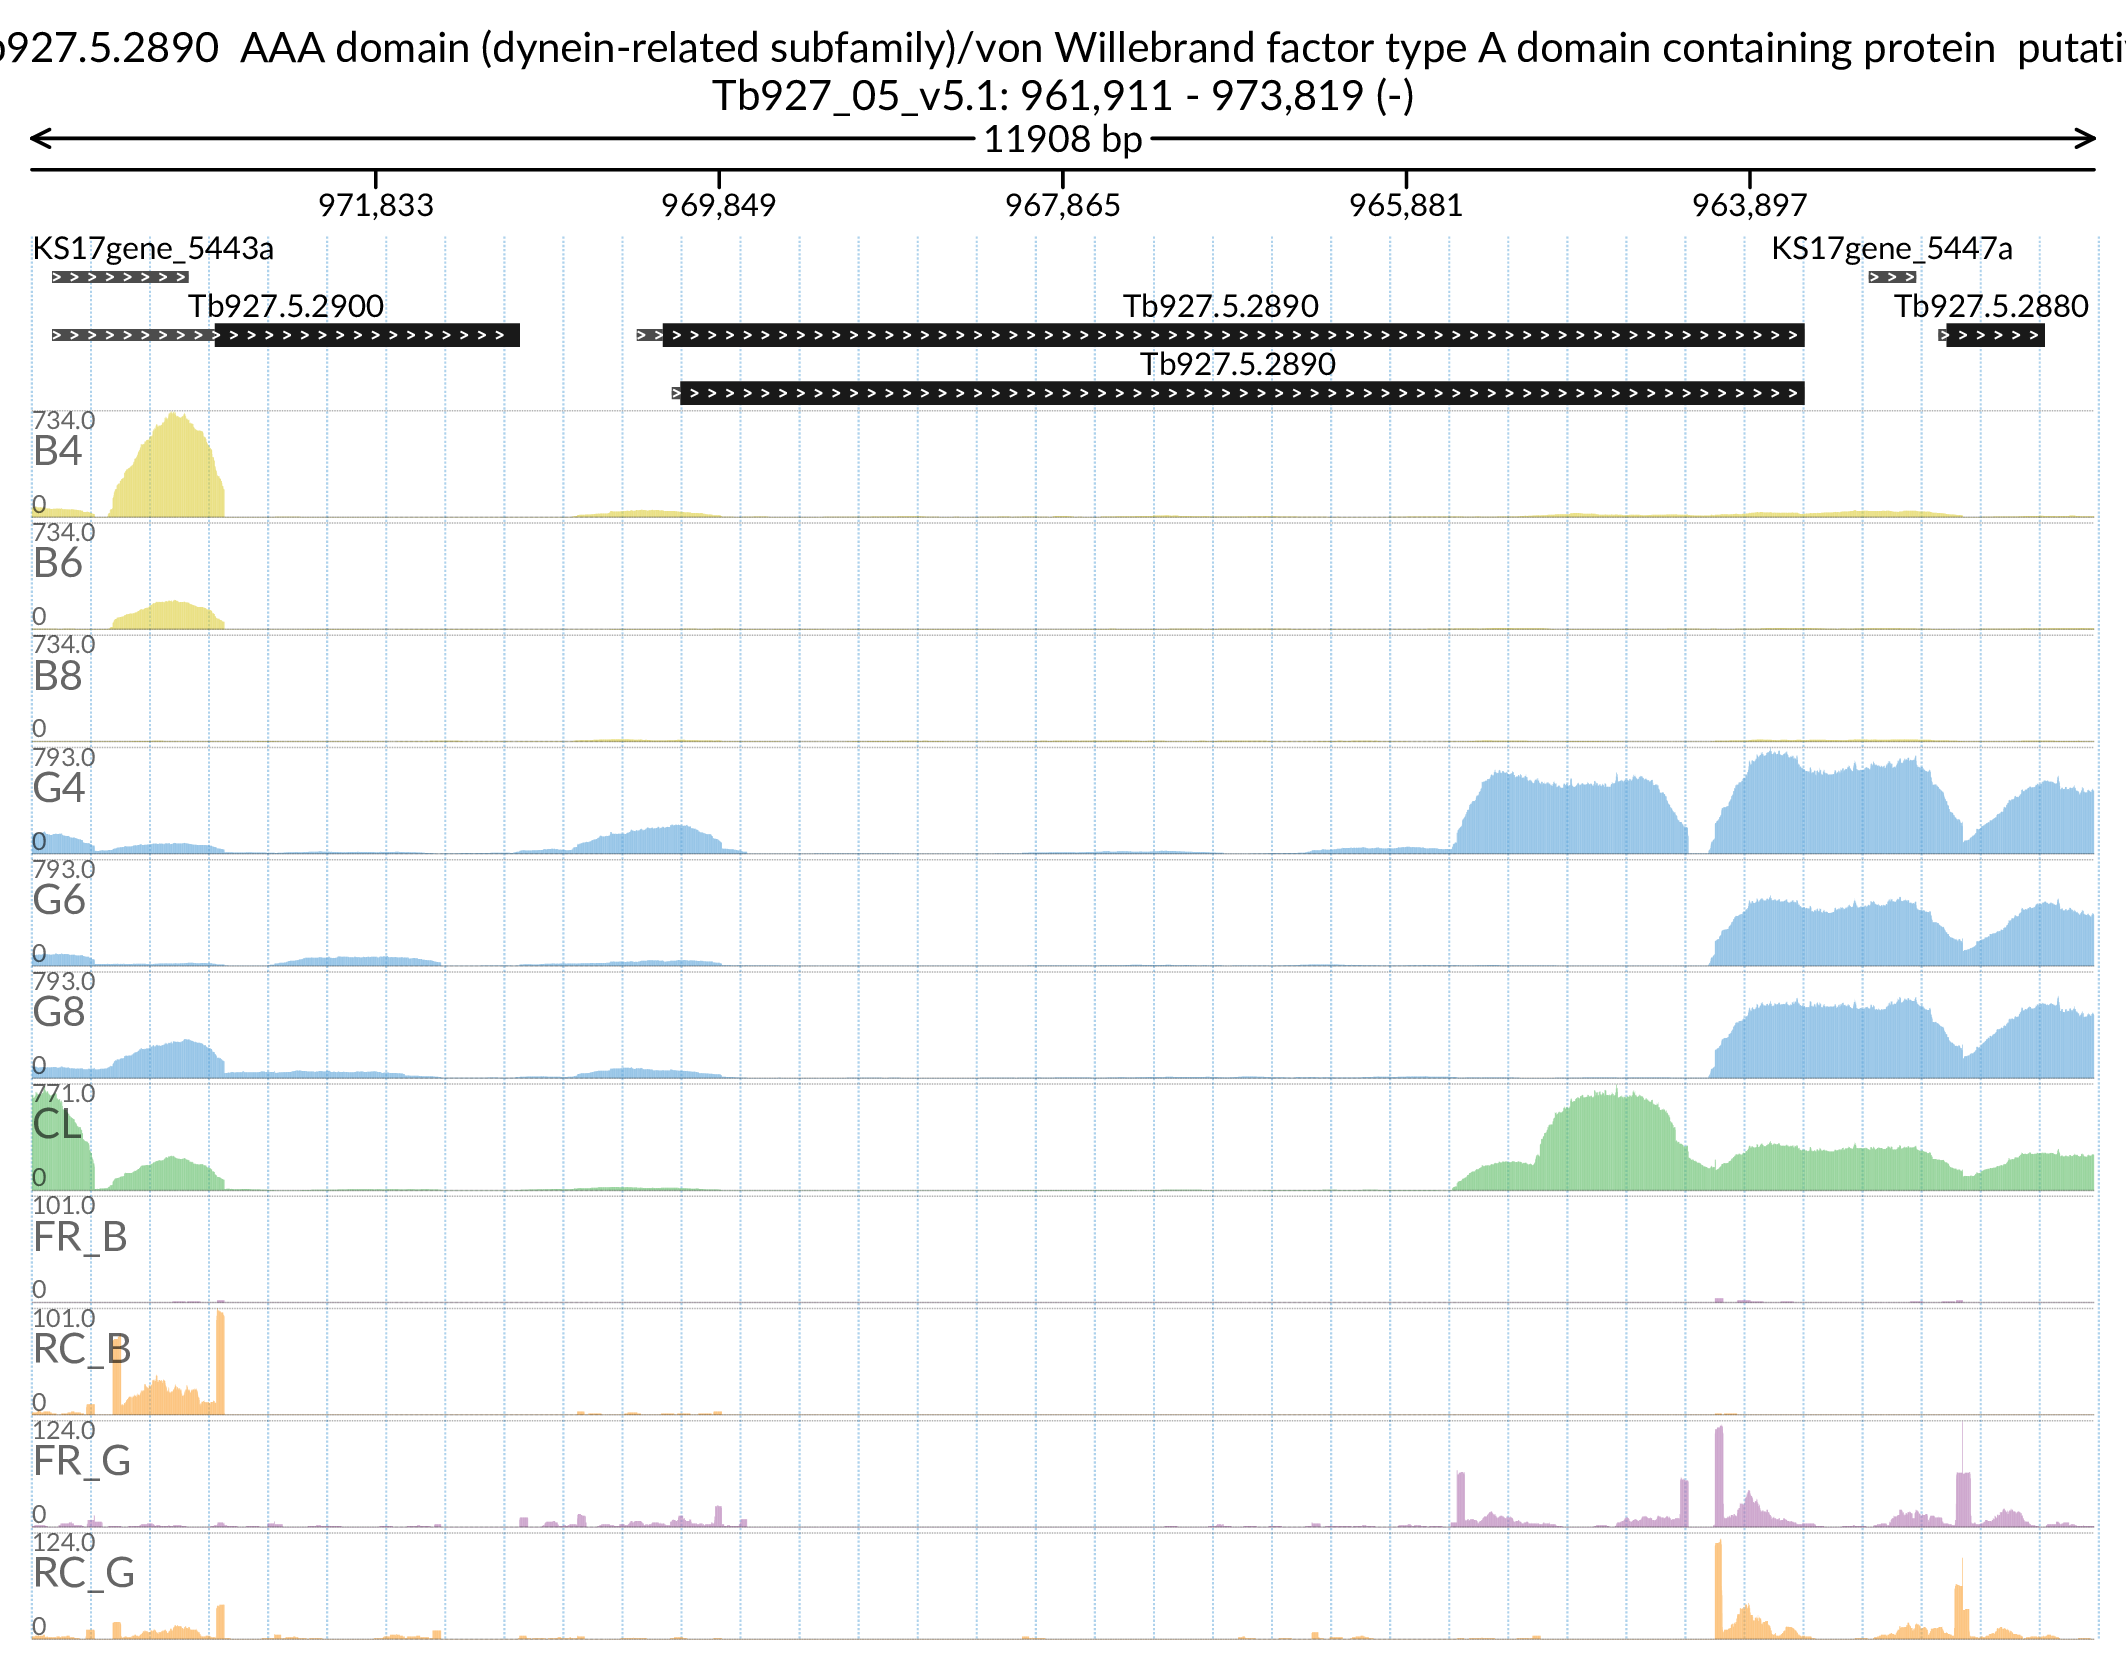 b927.5.2890  AAA domain (dynein-related subfamily)/von Willebrand factor type A domain containing protein  putati
Tb927_05_v5.1: 961,911 - 973,819 (-)
11908 bp
971,833 969,849 967,865 965,881 963,897
KS17gene_5443a KS17gene_5447a
Tb927.5.2900 Tb927.5.2890 Tb927.5.2880
Tb927.5.2890
734.0
B4
0
734.0
B6
0
734.0
B8
0
793.0
G4
0
793.0
G6
0
793.0
G8
0
771.0
CL
0
101.0
FR_B
0
101.0
RC_B
0
124.0
FR_G
0
124.0
RC_G
0